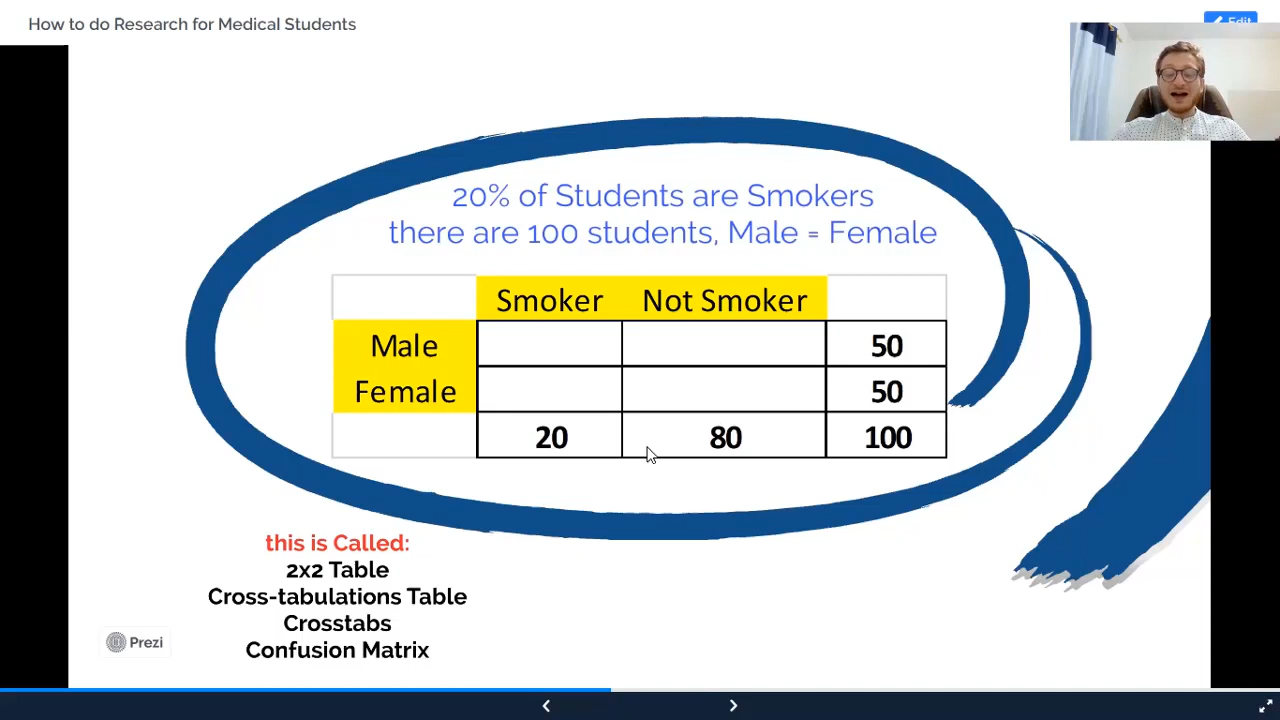 How to do Research for Medical Students
Edit
20% of Students are Smokers
there are 100 students, Male = Female
Smoker Not Smoker
Male 50
Female 50
20 80 100
this is Called:
2x2 Table
Cross-tabulations Table
Crosstabs
Confusion Matrix
Prezi